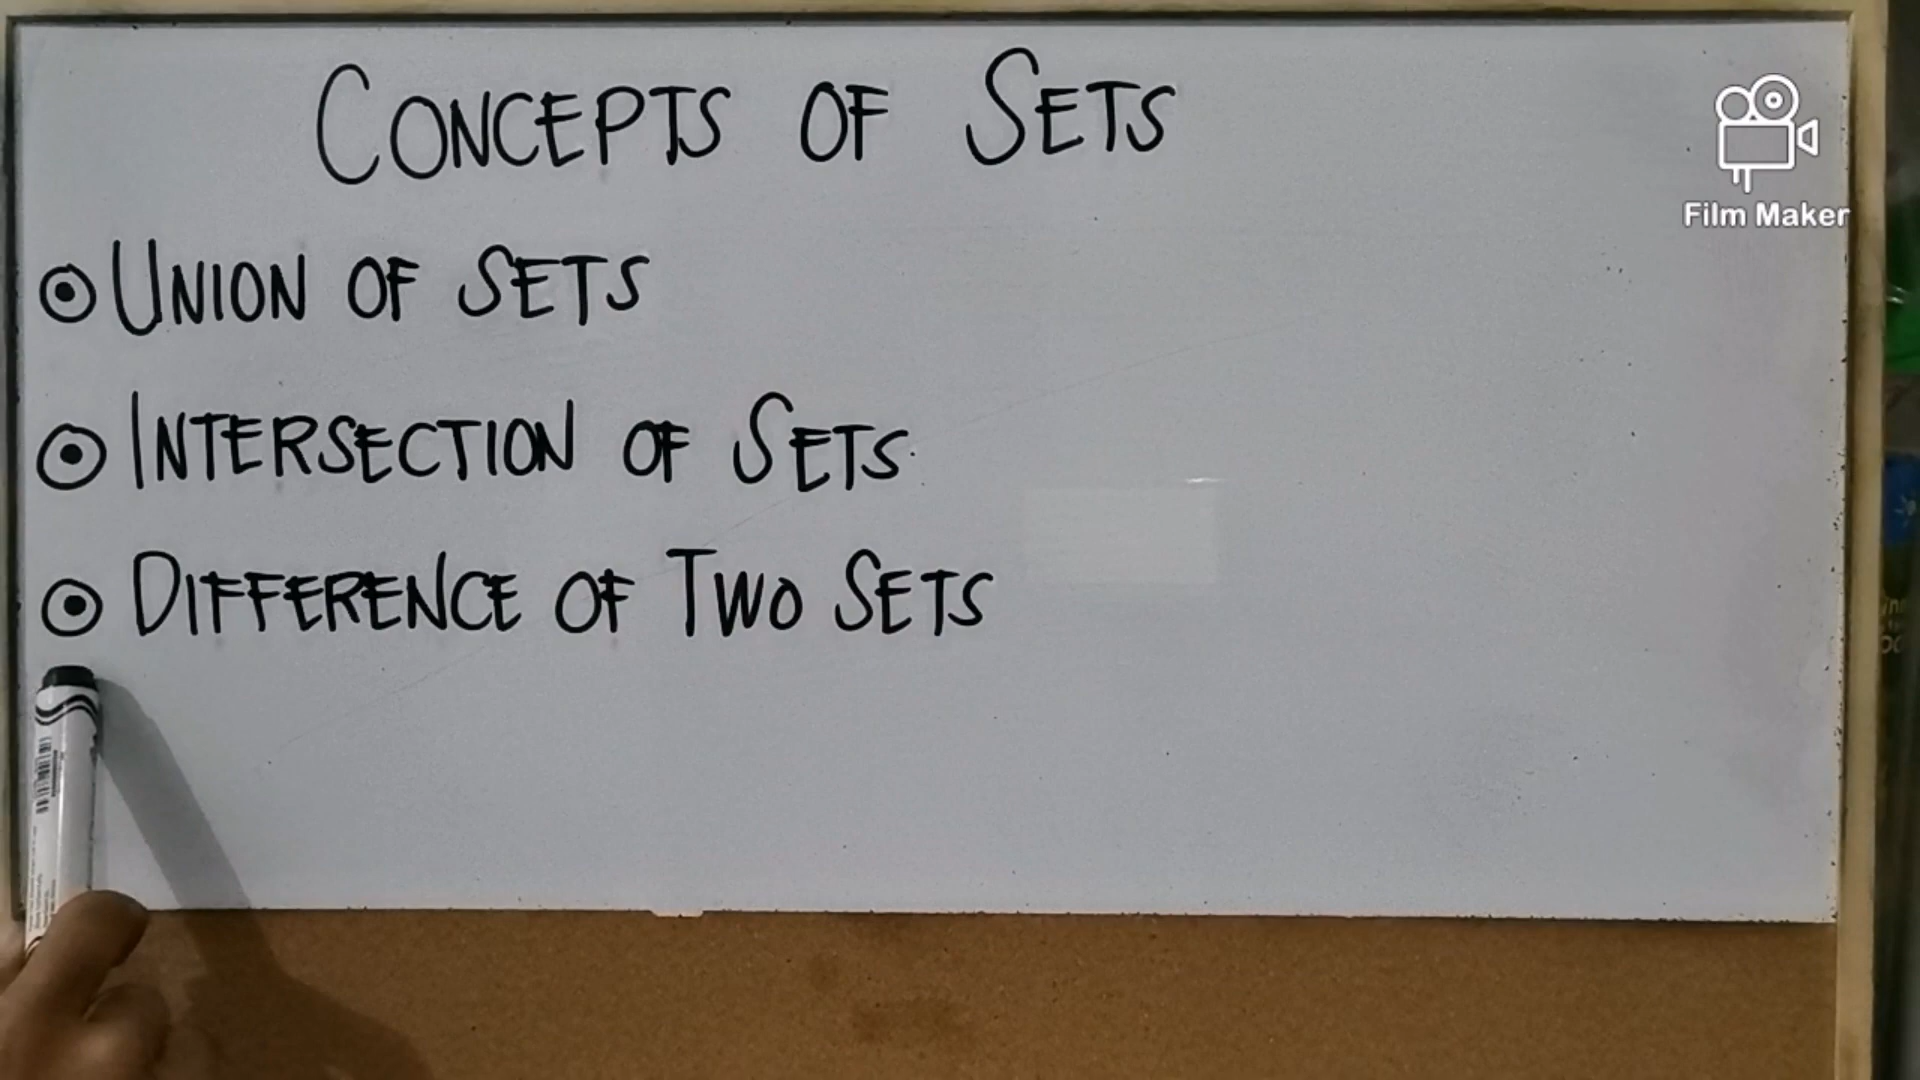 CONCEPTS OF SETS
Film Maker
UNION OF SETS
INTERSECTION OF SETS
DIFFERENCE OF TWO SETS